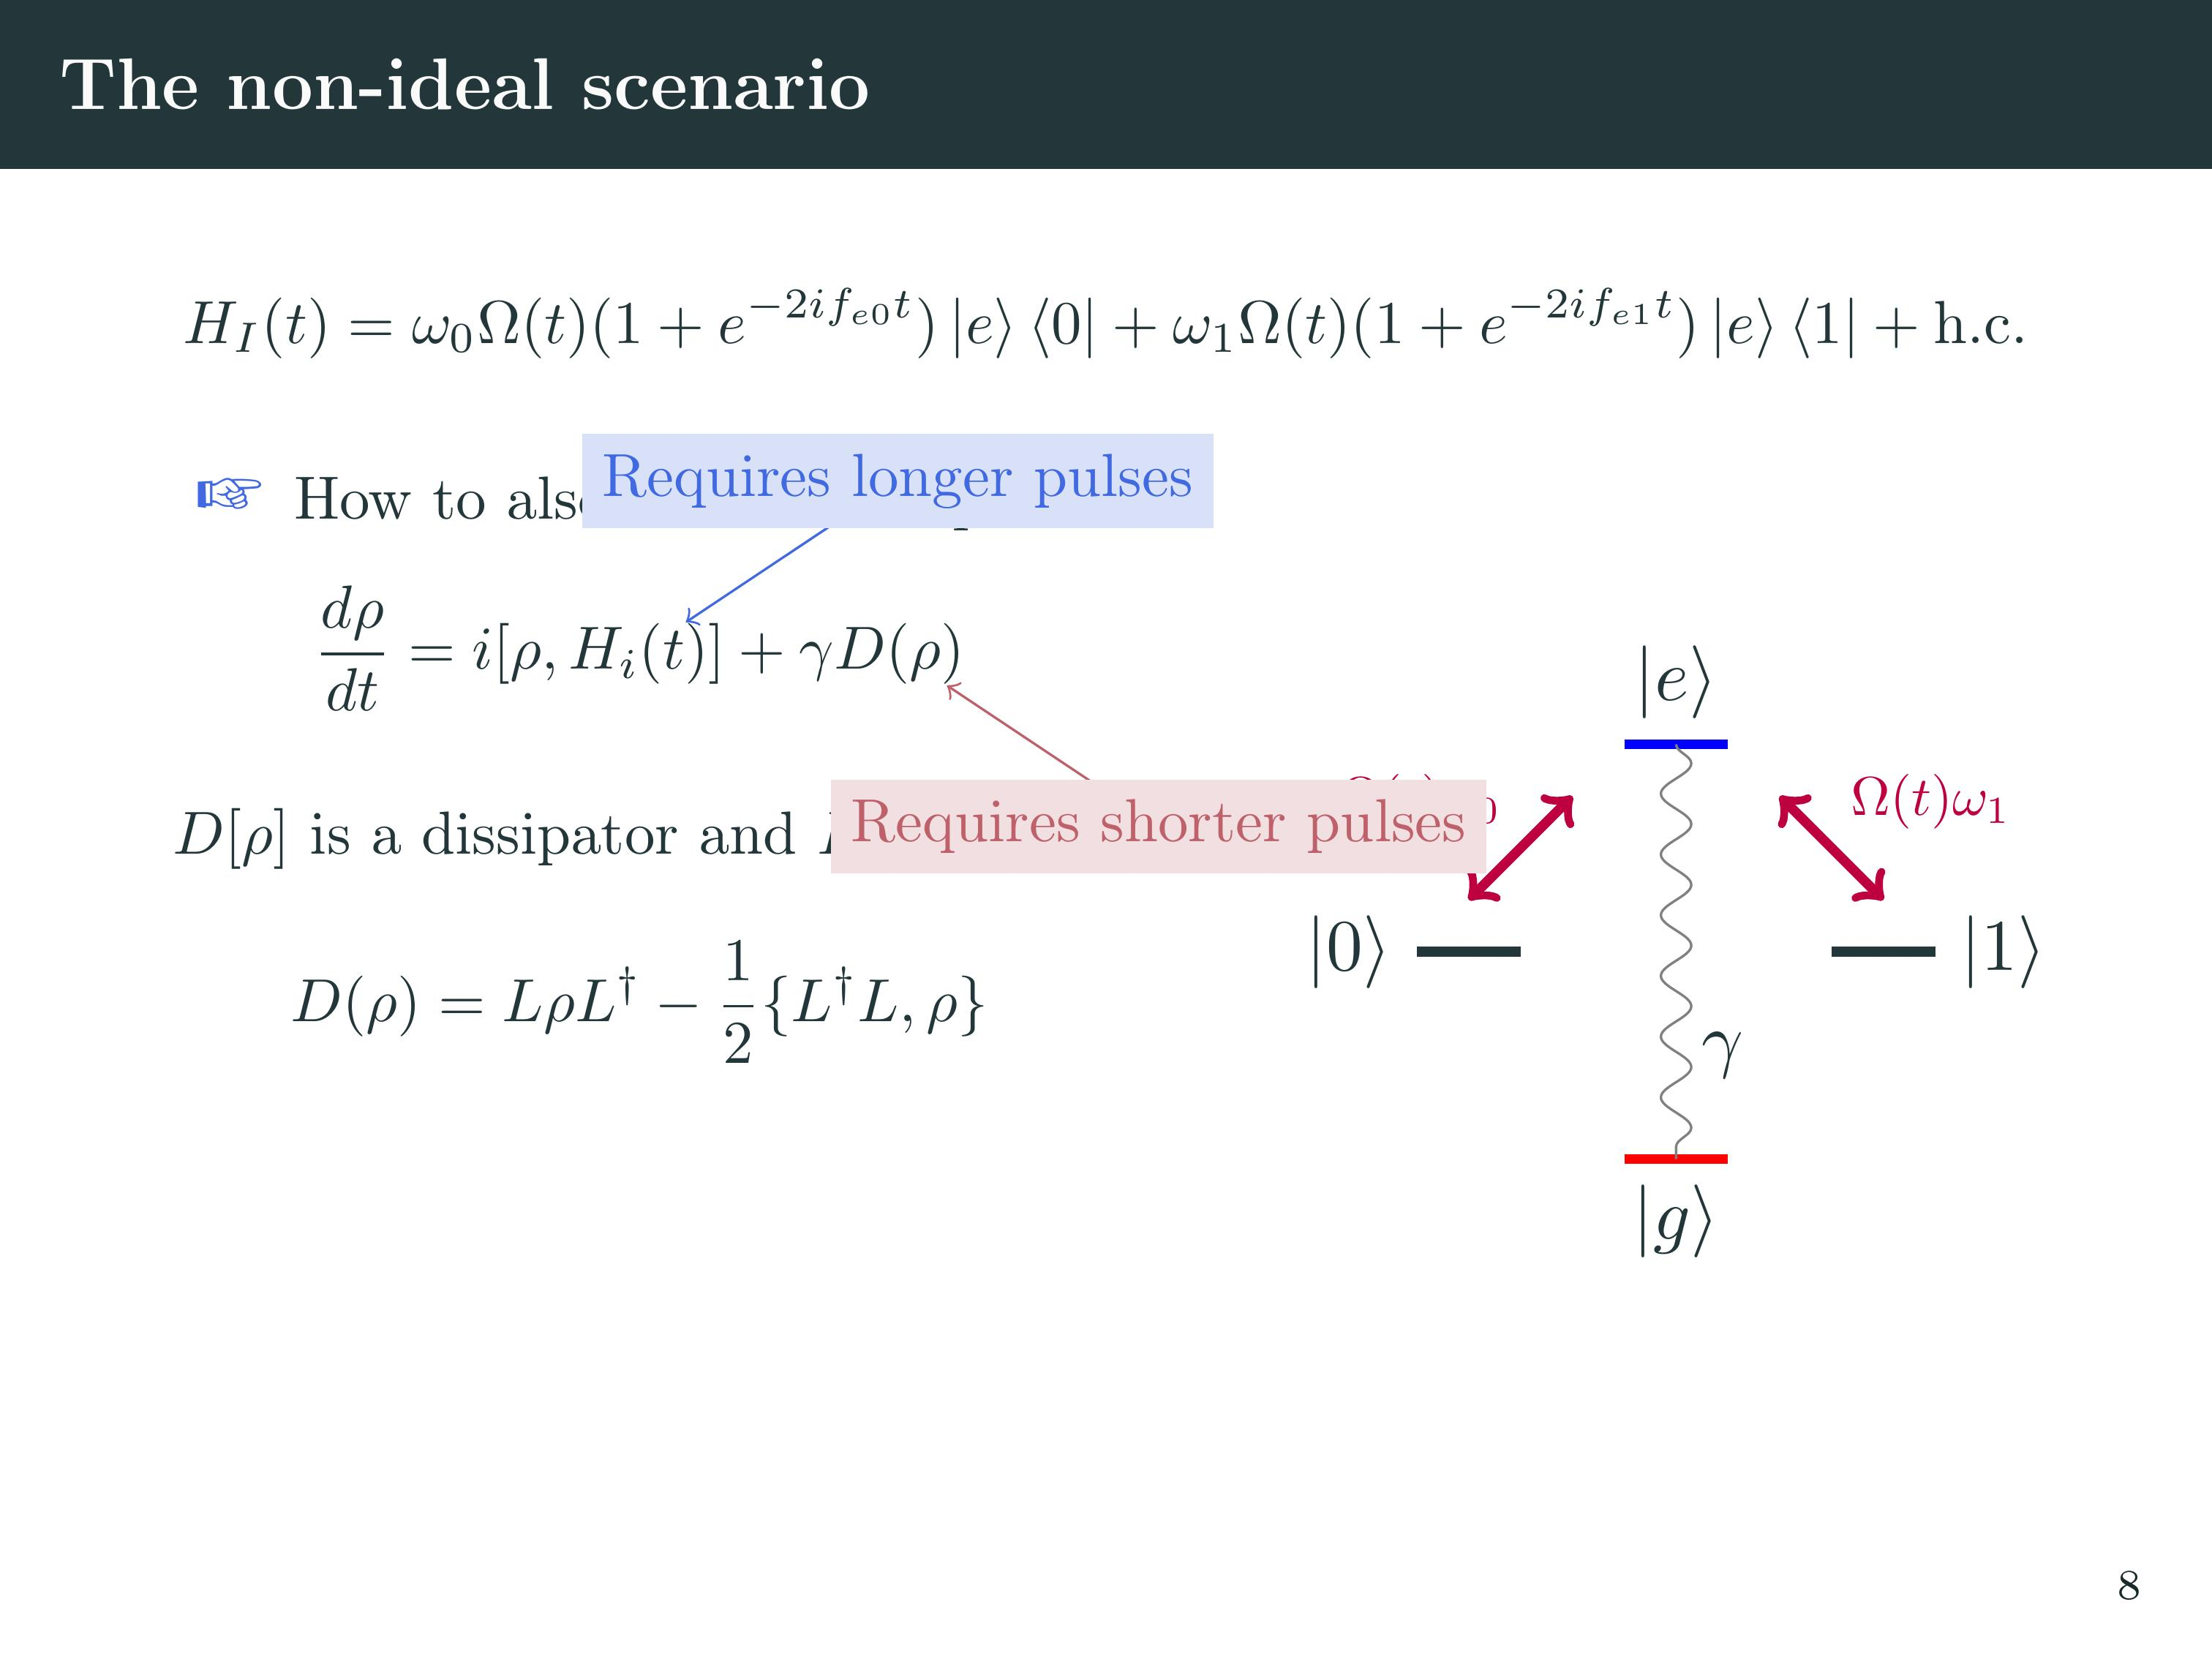 The non-ideal scenario
H_I(t) = ω_0Ω(t)(1 + e^{-2if_{e0}t}) |e⟩ ⟨0| + ω_1Ω(t)(1 + e^{-2if_{e1}t}) |e⟩ ⟨1| + h.c.
Requires longer pulses
☞ How to
dρ/dt = i[ρ, H_i(t)] + γD(ρ)
|e⟩
D[ρ] is a dissipator and
Requires shorter pulses
Ω(t)ω_1
|0⟩
|1⟩
D(ρ) = LρL^† − 1/2{L^†L, ρ}
γ
|g⟩
8